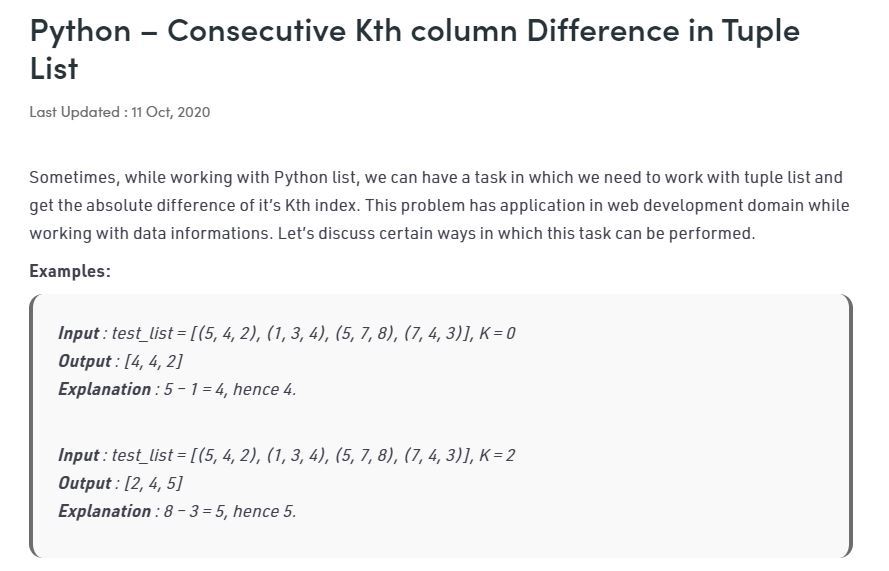 Python – Consecutive Kth column Difference in Tuple
List
Last Updated : 11 Oct, 2020
Sometimes, while working with Python list, we can have a task in which we need to work with tuple list and
get the absolute difference of it’s Kth index. This problem has application in web development domain while
working with data informations. Let’s discuss certain ways in which this task can be performed.
Examples:
Input : test_list = [(5, 4, 2), (1, 3, 4), (5, 7, 8), (7, 4, 3)], K = 0
Output : [4, 4, 2]
Explanation : 5 – 1 = 4, hence 4.
Input : test_list = [(5, 4, 2), (1, 3, 4), (5, 7, 8), (7, 4, 3)], K = 2
Output : [2, 4, 5]
Explanation : 8 – 3 = 5, hence 5.